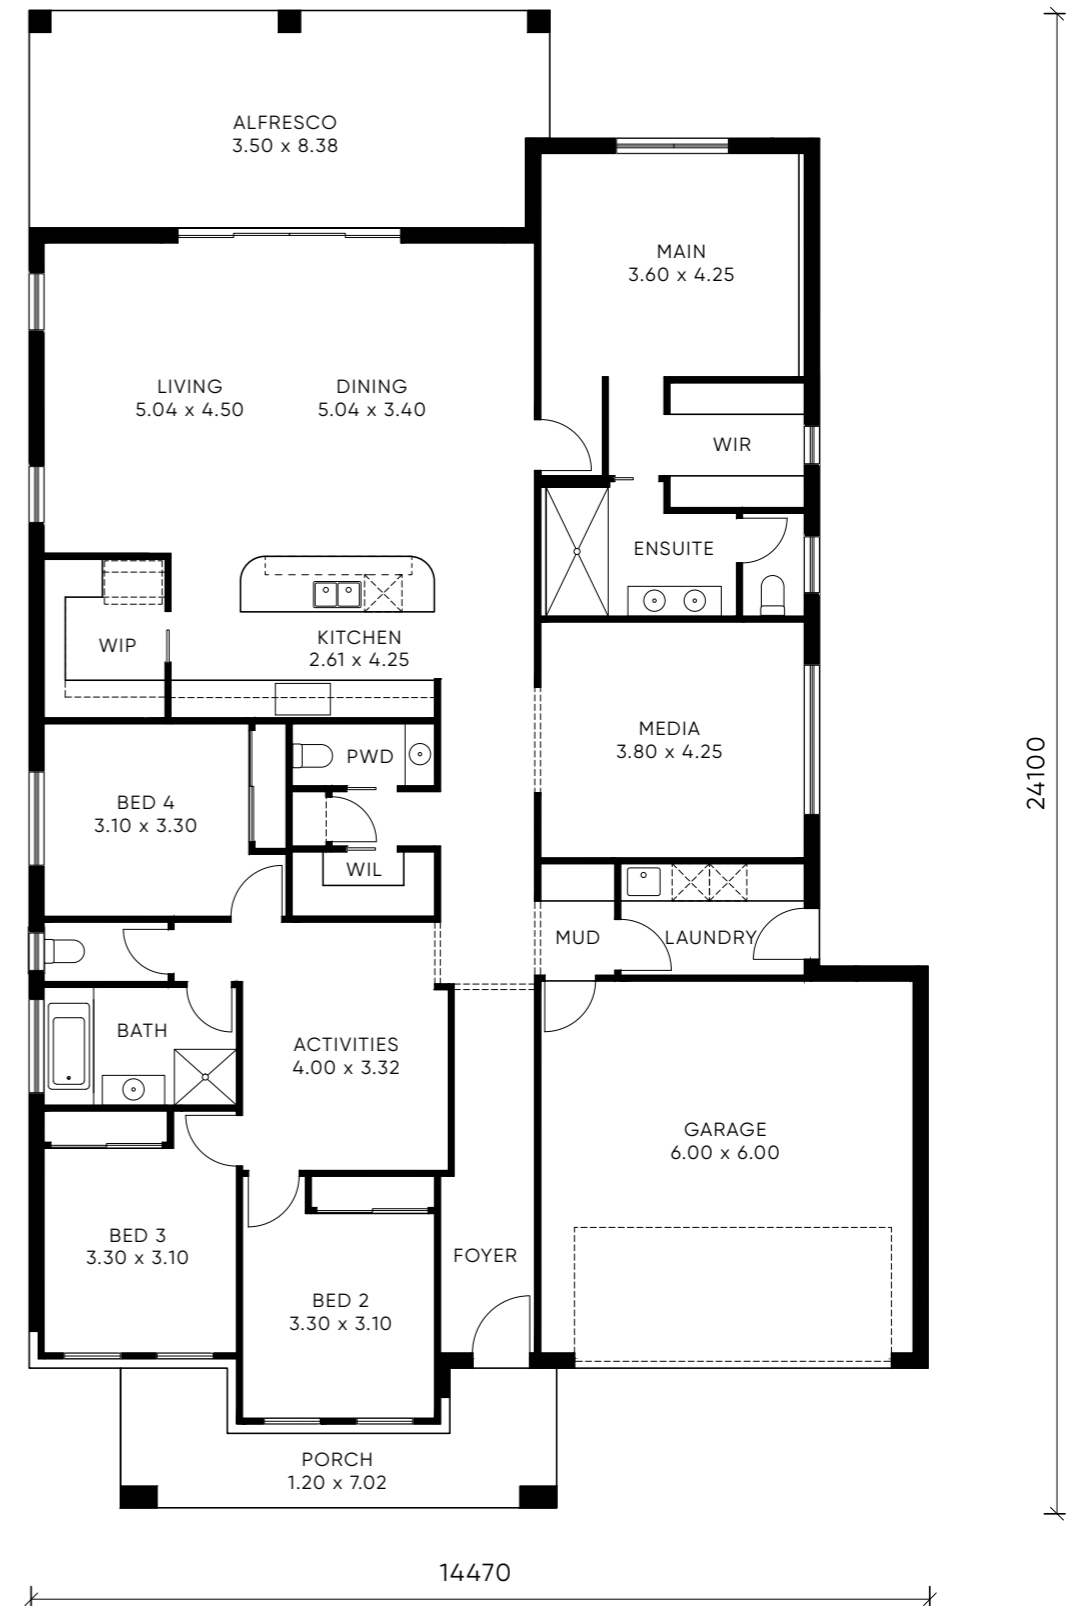 ALFRESCO
3.50 x 8.38
MAIN
3.60 x 4.25
LIVING
5.04 x 4.50
DINING
5.04 x 3.40
WIR
ENSUITE
WIP
KITCHEN
2.61 x 4.25
MEDIA
3.80 x 4.25
PWD
BED 4
3.10 x 3.30
WIL
MUD
LAUNDRY
BATH
ACTIVITIES
4.00 x 3.32
GARAGE
6.00 x 6.00
BED 3
3.30 x 3.10
FOYER
BED 2
3.30 x 3.10
PORCH
1.20 x 7.02
24100
14470